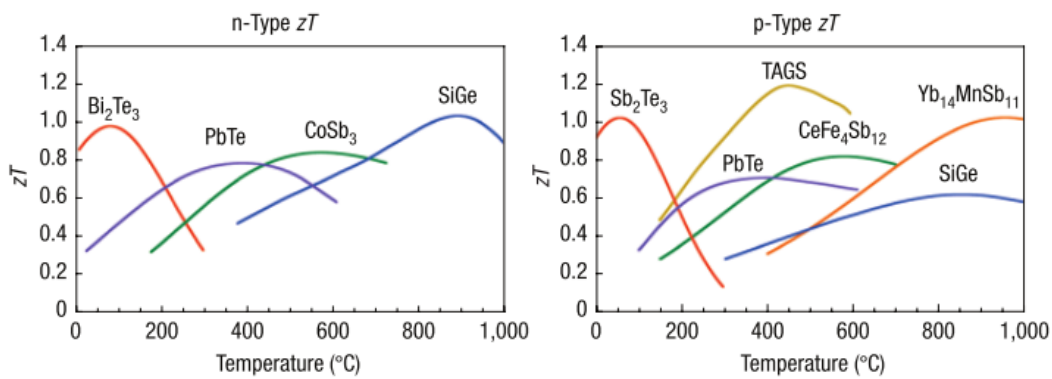 n-Type zT
1.4
1.2
1.0
0.8
0.6
0.4
0.2
0
zT
Bi₂Te₃
PbTe
CoSb₃
SiGe
0 200 400 600 800 1,000
Temperature (°C)
p-Type zT
1.4
1.2
1.0
0.8
0.6
0.4
0.2
0
zT
Sb₂Te₃
TAGS
PbTe
CeFe₄Sb₁₂
Yb₁₄MnSb₁₁
SiGe
0 200 400 600 800 1,000
Temperature (°C)